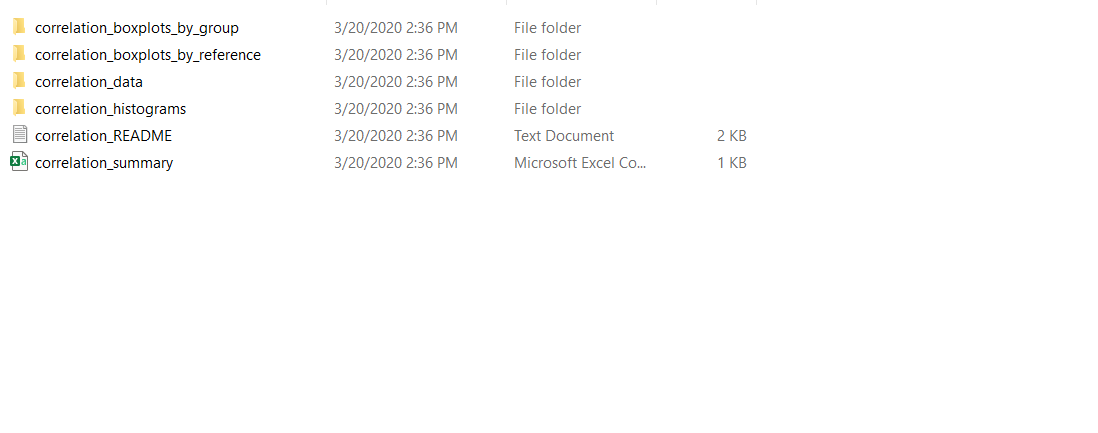 correlation_boxplots_by_group 3/20/2020 2:36 PM File folder
correlation_boxplots_by_reference 3/20/2020 2:36 PM File folder
correlation_data 3/20/2020 2:36 PM File folder
correlation_histograms 3/20/2020 2:36 PM File folder
correlation_README 3/20/2020 2:36 PM Text Document 2 KB
correlation_summary 3/20/2020 2:36 PM Microsoft Excel Co... 1 KB